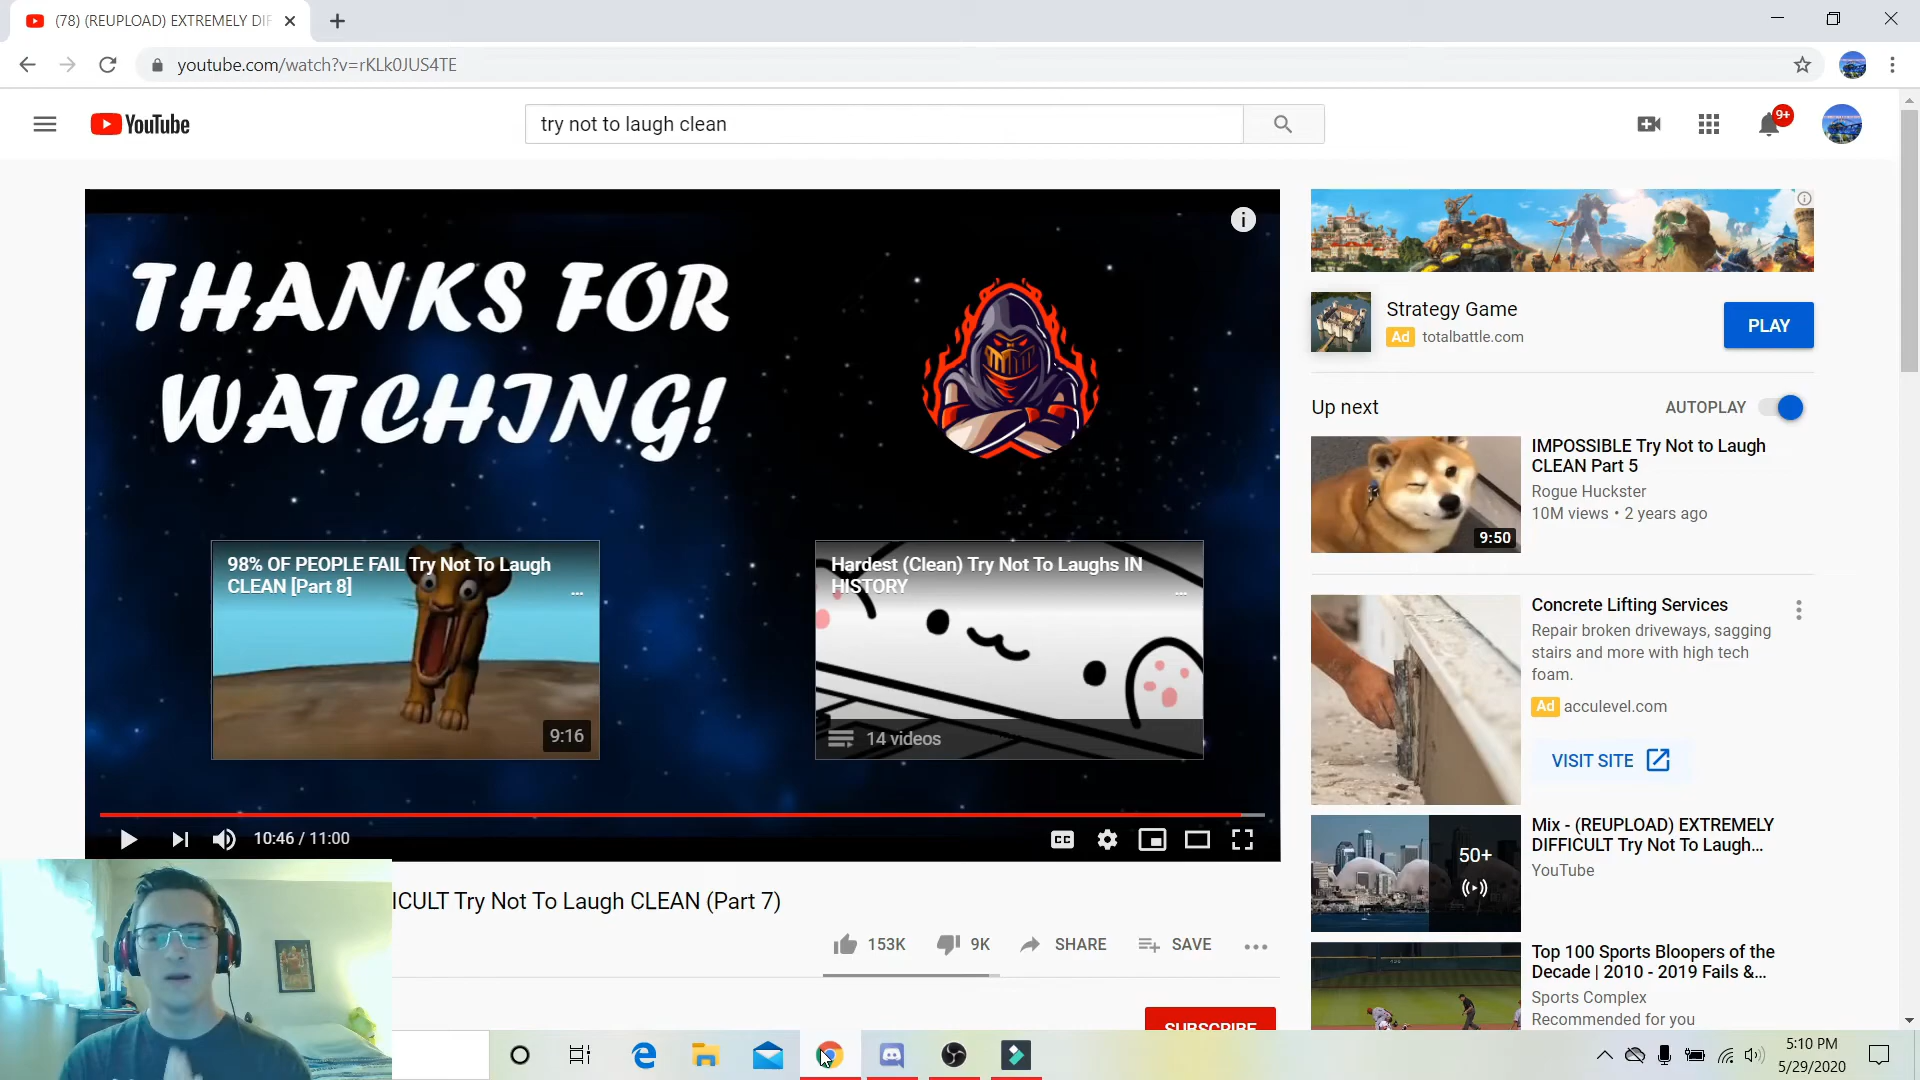 (78) (REUPLOAD) EXTREMELY DIF
youtube.com/watch?v=rKLk0JUS4TE
YouTube
try not to laugh clean
9+
THANKS FOR
WATCHING!
98% OF PEOPLE FAIL Try Not To Laugh
CLEAN [Part 8]
9:16
Hardest (Clean) Try Not To Laughs IN
HISTORY
14 videos
10:46 / 11:00
CC
ICULT Try Not To Laugh CLEAN (Part 7)
153K
9K
SHARE
SAVE
SUBSCRIBE
Strategy Game
Ad totalbattle.com
PLAY
Up next
AUTOPLAY
IMPOSSIBLE Try Not to Laugh
CLEAN Part 5
Rogue Huckster
10M views • 2 years ago
9:50
Concrete Lifting Services
Repair broken driveways, sagging
stairs and more with high tech
foam.
Ad acculevel.com
VISIT SITE
Mix - (REUPLOAD) EXTREMELY
DIFFICULT Try Not To Laugh...
YouTube
50+
Top 100 Sports Bloopers of the
Decade | 2010 - 2019 Fails &...
Sports Complex
Recommended for you
5:10 PM
5/29/2020